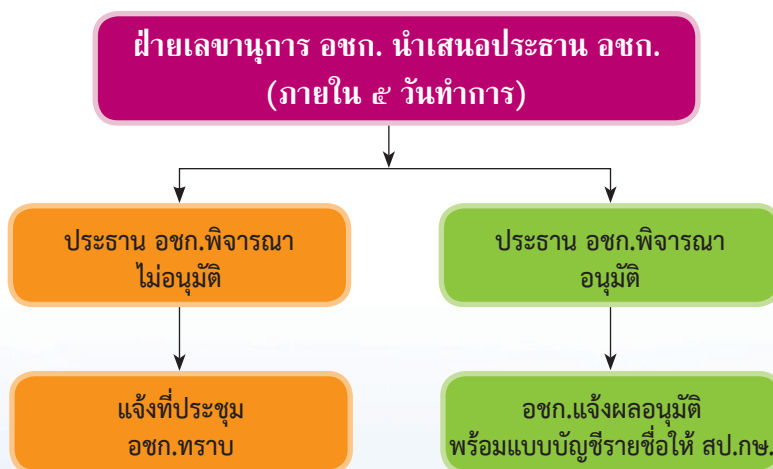 ฝ่ายเลขานุการ อชก. นำเสนอประธาน อชก.
(ภายใน ๕ วันทำการ)
ประธาน อชก.พิจารณา
ไม่อนุมัติ
ประธาน อชก.พิจารณา
อนุมัติ
แจ้งที่ประชุม
อชก.ทราบ
อชก.แจ้งผลอนุมัติ
พร้อมแบบบัญชีรายชื่อให้ สป.กษ.